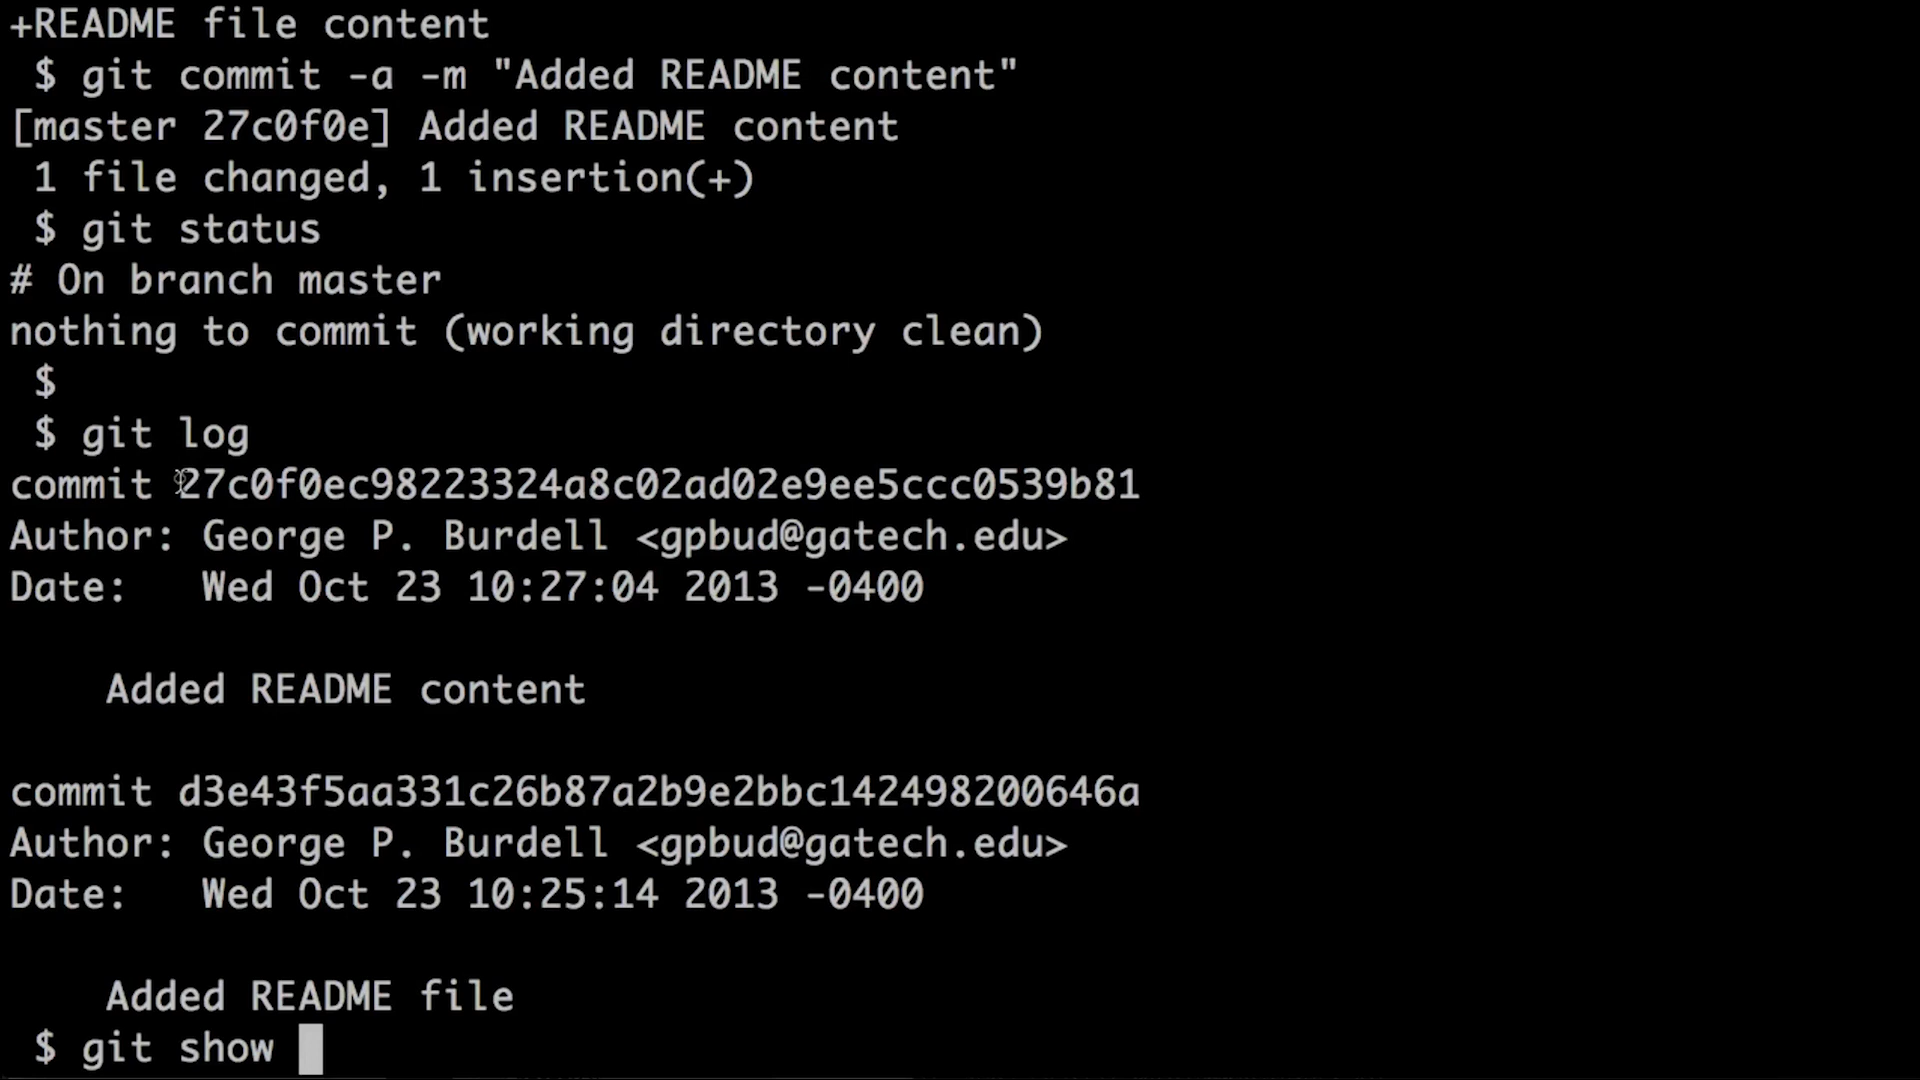 +README file content
$ git commit -a -m "Added README content"
[master 27c0f0e] Added README content
1 file changed, 1 insertion(+)
$ git status
# On branch master
nothing to commit (working directory clean)
$
$ git log
commit 27c0f0ec98223324a8c02ad02e9ee5ccc0539b81
Author: George P. Burdell <gpbud@gatech.edu>
Date:   Wed Oct 23 10:27:04 2013 -0400
Added README content
commit d3e43f5aa331c26b87a2b9e2bbc142498200646a
Author: George P. Burdell <gpbud@gatech.edu>
Date:   Wed Oct 23 10:25:14 2013 -0400
Added README file
$ git show